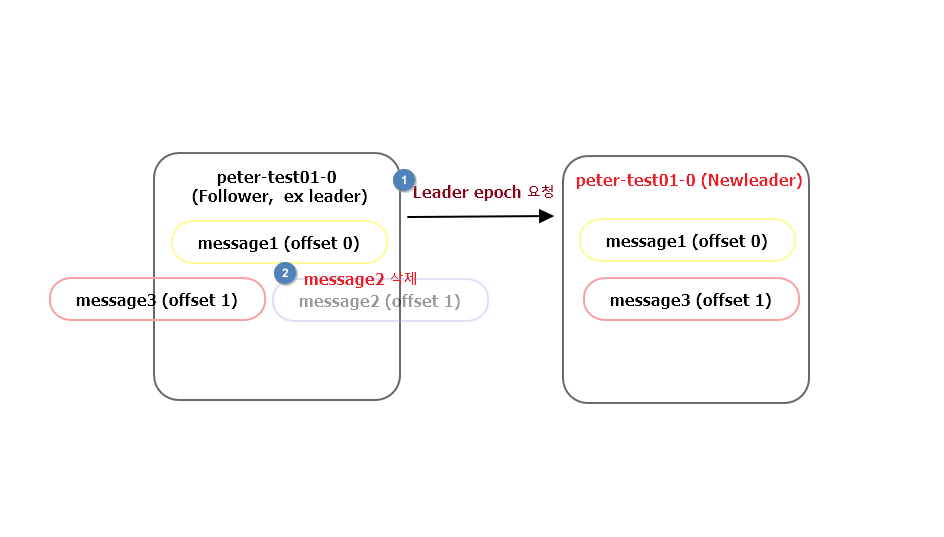 peter-test01-0
(Follower,  ex leader)
1
Leader epoch 요청
peter-test01-0 (Newleader)
message1 (offset 0)
message1 (offset 0)
2
message2 삭제
message3 (offset 1)
message2 (offset 1)
message3 (offset 1)